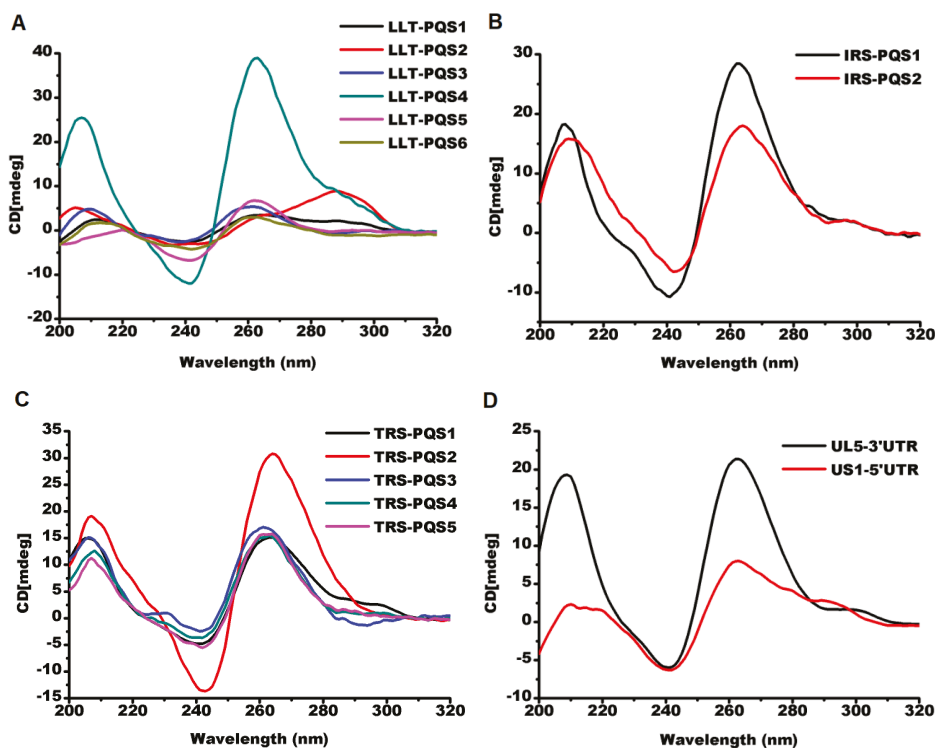 A
LLT-PQS1
LLT-PQS2
LLT-PQS3
LLT-PQS4
LLT-PQS5
LLT-PQS6
CD[mdeg]
40
30
20
10
0
-10
-20
200 220 240 260 280 300 320
Wavelength (nm)
B
IRS-PQS1
IRS-PQS2
CD[mdeg]
30
20
10
0
-10
200 220 240 260 280 300 320
Wavelength (nm)
C
TRS-PQS1
TRS-PQS2
TRS-PQS3
TRS-PQS4
TRS-PQS5
CD[mdeg]
35
30
25
20
15
10
5
0
-5
-10
-15
200 220 240 260 280 300 320
Wavelength (nm)
D
UL5-3'UTR
US1-5'UTR
CD[mdeg]
25
20
15
10
5
0
-5
-10
200 220 240 260 280 300 320
Wavelength (nm)